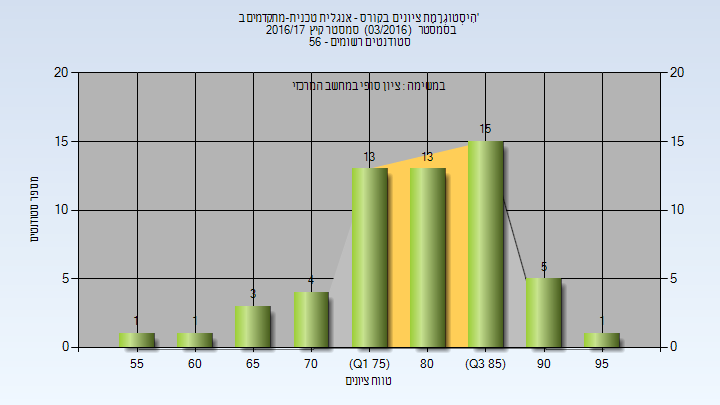 היסטוגרמת ציונים בקורס - אנגלית טכנית-מתקדמים ב'
בסמסטר (03/2016) סמסטר קיץ 2016/17
סטודנטים רשומים - 56
במשימה : ציון סופי במחשב המרכזי
20 20
15 15
10 10
5 5
0 0
1 1 3 4 13 13 15 5 1
מספר סטודנטים
55 60 65 70 (Q1 75) 80 (Q3 85) 90 95
טווח ציונים